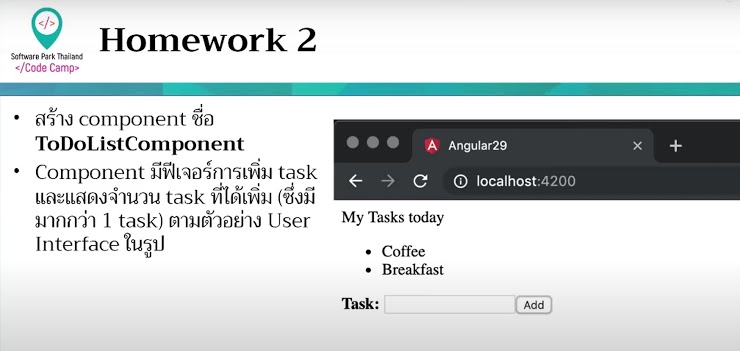 Software Park Thailand
</Code Camp>
Homework 2
• สร้าง component ชื่อ
ToDoListComponent
• Component มีฟีเจอร์การเพิ่ม task
และแสดงจำนวน task ที่ได้เพิ่ม (ซึ่งมี
มากกว่า 1 task) ตามตัวอย่าง User
Interface ในรูป
Angular29
localhost:4200
My Tasks today
• Coffee
• Breakfast
Task:
Add